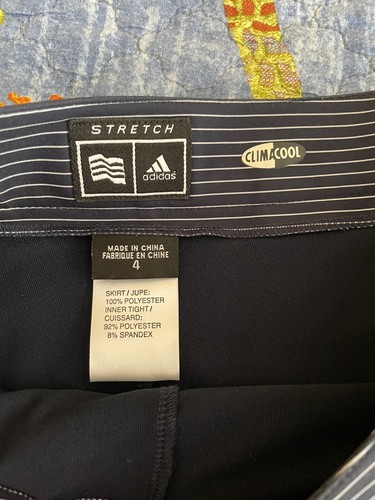 STRETCH
adidas
CLIMACOOL
MADE IN CHINA
FABRIQUE EN CHINE
4
SKIRT / JUPE:
100% POLYESTER
INNER TIGHT /
CUISSARD:
92% POLYESTER
8% SPANDEX